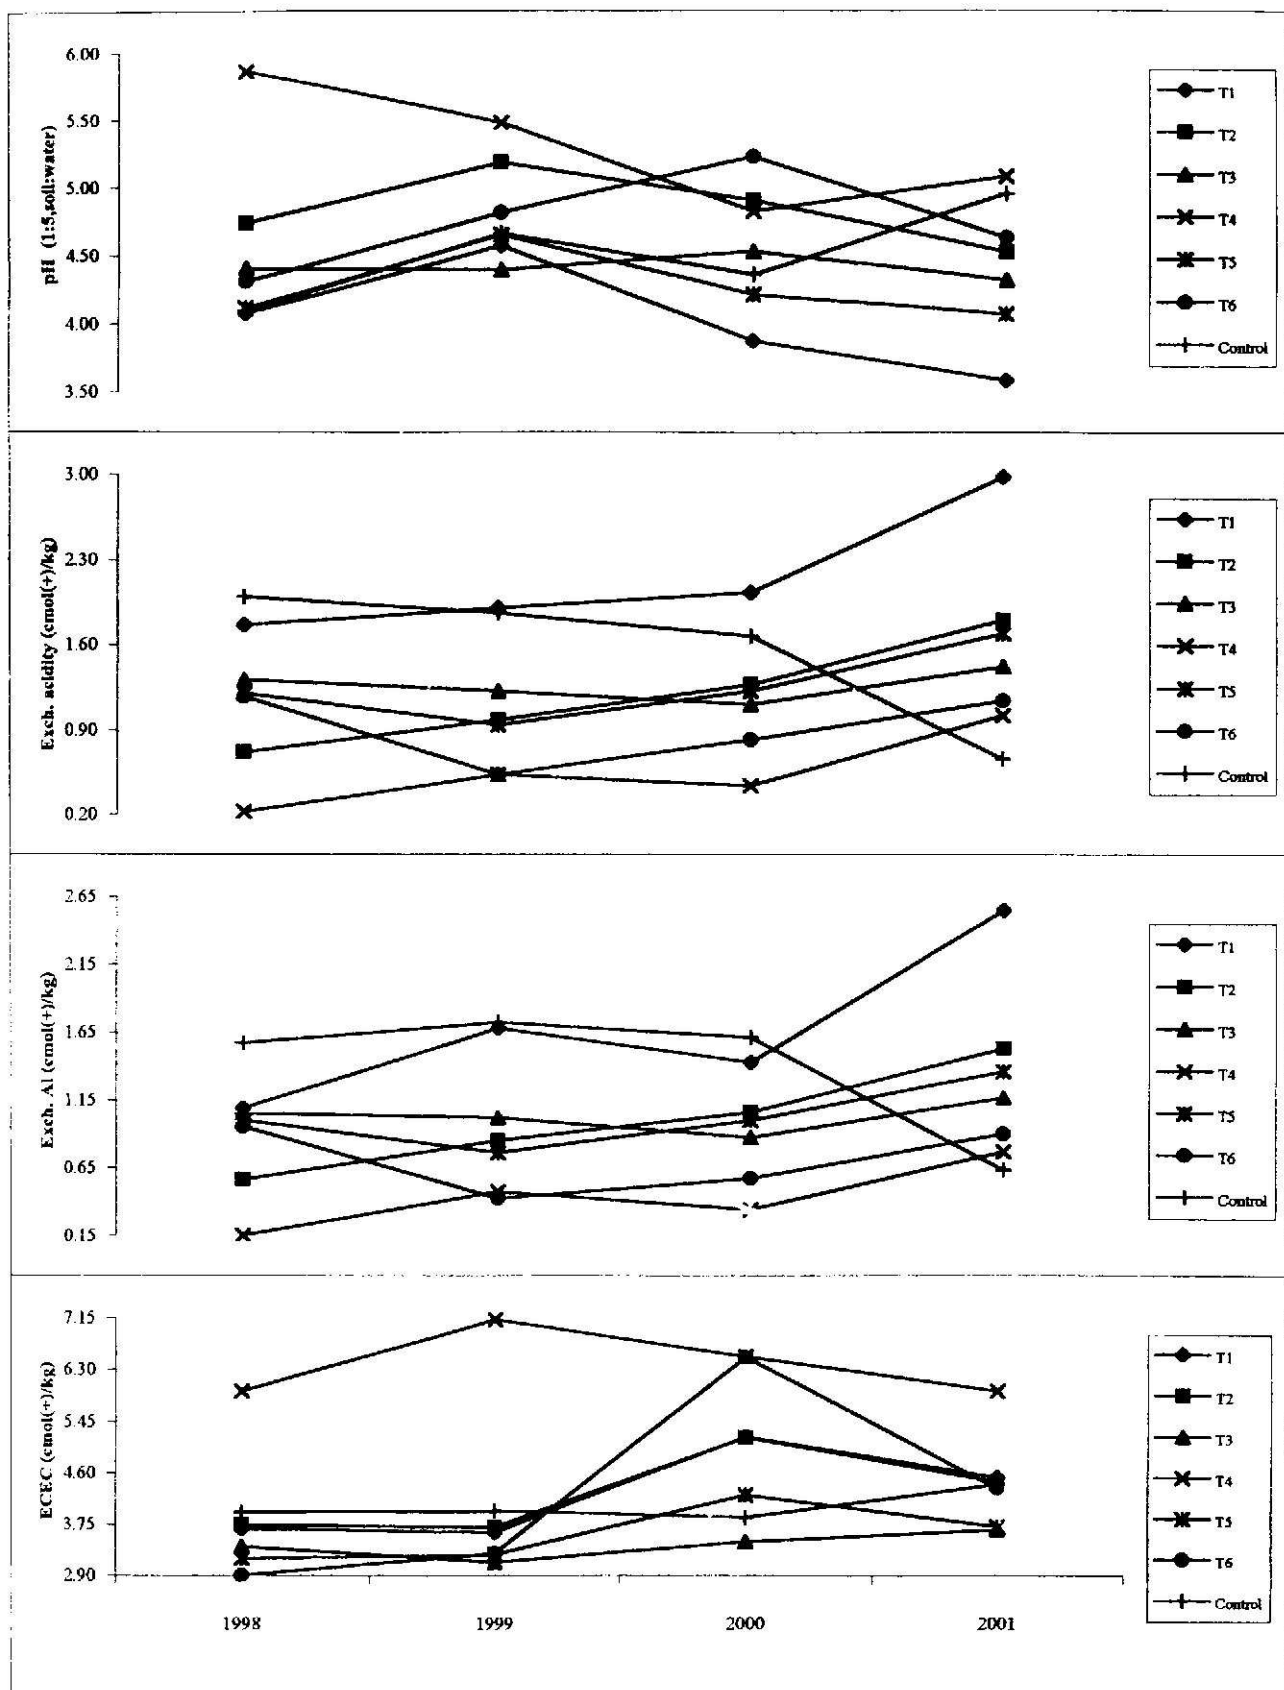 pH (1:5,soil:water)
6.00
5.50
5.00
4.50
4.00
3.50
T1
T2
T3
T4
T5
T6
Control
Exch. acidity (cmol(+)/kg)
3.00
2.30
1.60
0.90
0.20
T1
T2
T3
T4
T5
T6
Control
Exch. Al (cmol(+)/kg)
2.65
2.15
1.65
1.15
0.65
0.15
T1
T2
T3
T4
T5
T6
Control
ECEC (cmol(+)/kg)
7.15
6.30
5.45
4.60
3.75
2.90
T1
T2
T3
T4
T5
T6
Control
1998 1999 2000 2001